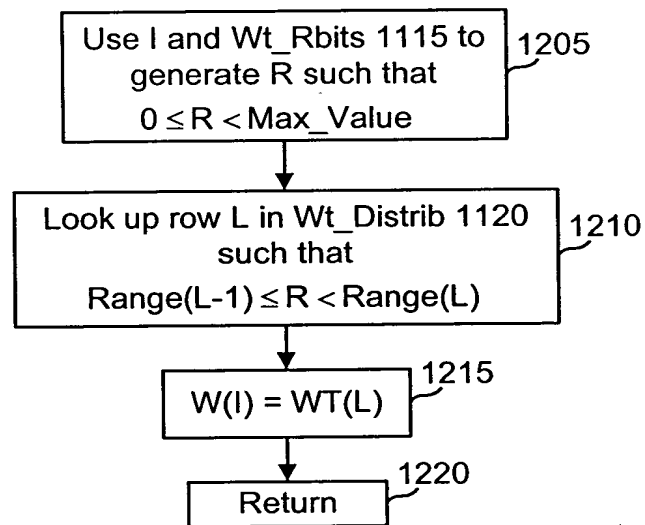 Use I and Wt_Rbits 1115 to
generate R such that
0 ≤ R < Max_Value
1205
Look up row L in Wt_Distrib 1120
such that
Range(L-1) ≤ R < Range(L)
1210
W(I) = WT(L)
1215
Return
1220